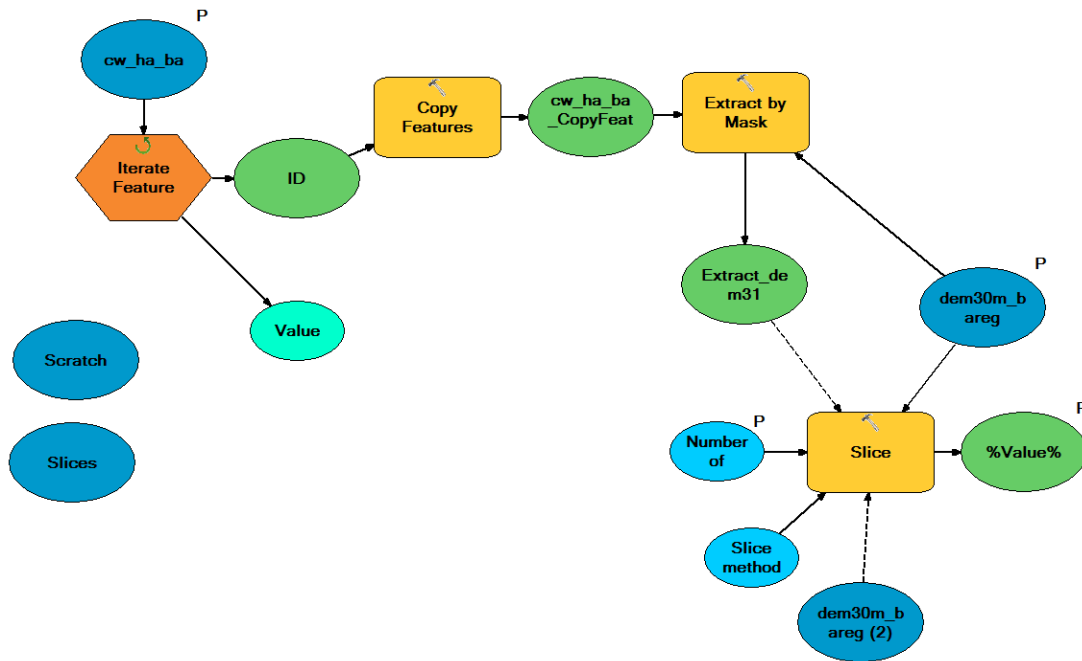 P
cw_ha_ba
Iterate
Feature
ID
Copy
Features
cw_ha_ba
_CopyFeat
Extract by
Mask
Value
Extract_de
m31
P
dem30m_b
areg
Scratch
Slices
P
Number
of
Slice
P
%Value%
Slice
method
dem30m_b
areg (2)